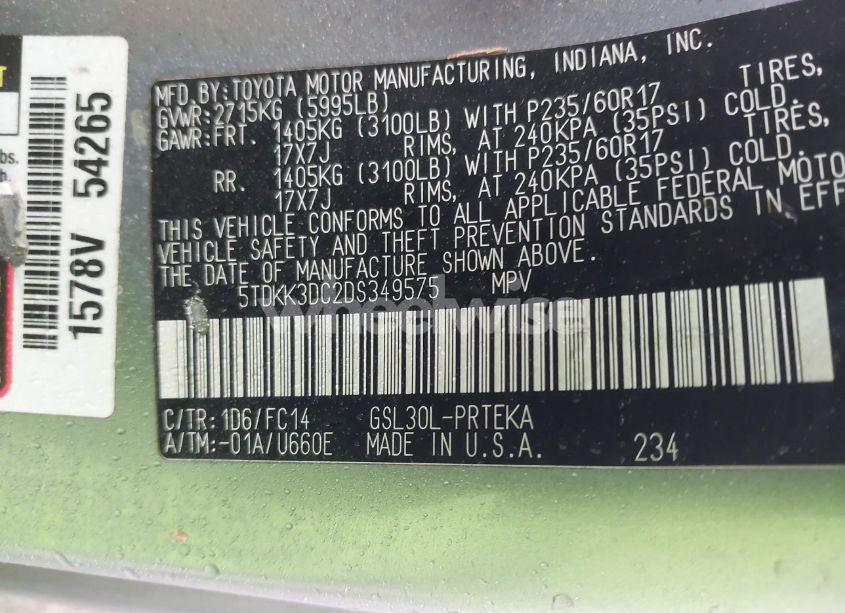 MFD.BY:TOYOTA MOTOR MANUFACTURING, INDIANA, INC.
GVWR:2715KG (5995LB)
GAWR:FRT. 1405KG (3100LB) WITH P235/60R17 TIRES,
17X7J RIMS, AT 240KPA (35PSI) COLD.
RR. 1405KG (3100LB) WITH P235/60R17 TIRES,
17X7J RIMS, AT 240KPA (35PSI) COLD.
THIS VEHICLE CONFORMS TO ALL APPLICABLE FEDERAL MOTO
VEHICLE SAFETY AND THEFT PREVENTION STANDARDS IN EFF
THE DATE OF MANUFACTURE SHOWN ABOVE.
5TDKK3DC2DS349575 MPV
wheelwise
C/TR:1D6/FC14 GSL30L-PRTEKA
A/TM:-01A/U660E MADE IN U.S.A. 234
1578V 54265
lbs.